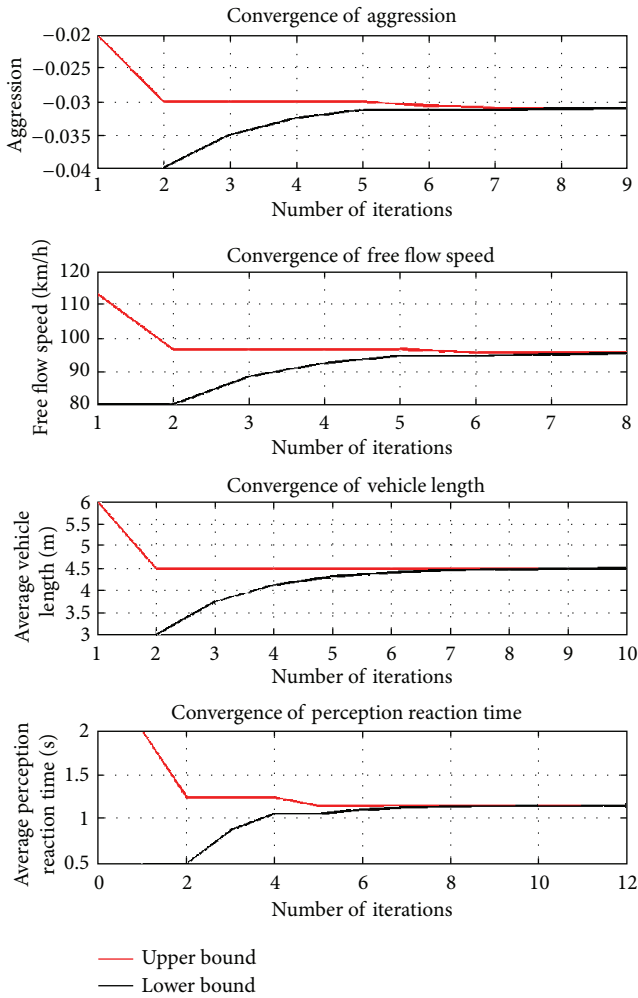 Convergence of aggression
−0.02
−0.025
−0.03
−0.035
−0.04
Aggression
1 2 3 4 5 6 7 8 9
Number of iterations
Convergence of free flow speed
120
110
100
90
80
Free flow speed (km/h)
1 2 3 4 5 6 7 8
Number of iterations
Convergence of vehicle length
6
5.5
5
4.5
4
3.5
3
Average vehicle
length (m)
1 2 3 4 5 6 7 8 9 10
Number of iterations
Convergence of perception reaction time
2
1.5
1
0.5
Average perception
reaction time (s)
0 2 4 6 8 10 12
Number of iterations
Upper bound
Lower bound